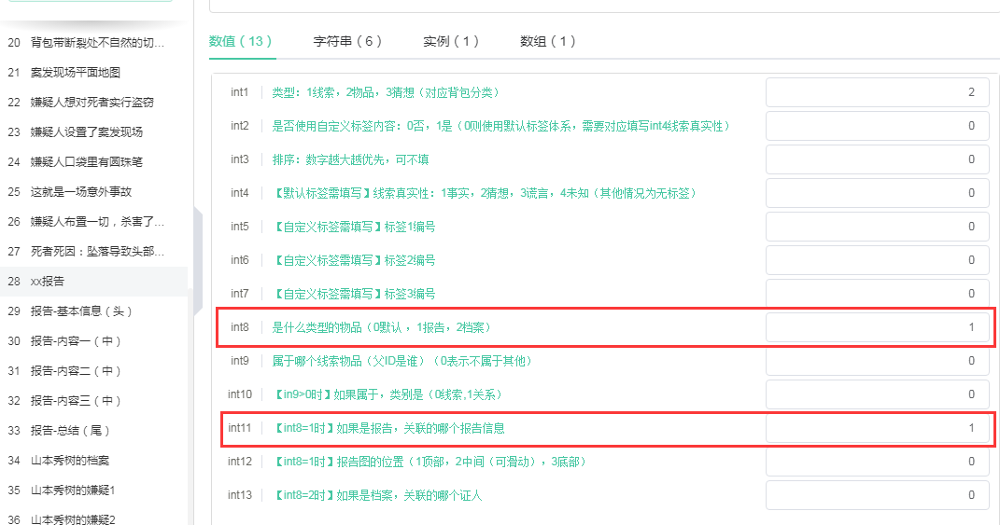 20 背包带断裂处不自然的切...
21 案发现场平面地图
22 嫌疑人想对死者实行盗窃
23 嫌疑人设置了案发现场
24 嫌疑人口袋里有圆珠笔
25 这就是一场意外事故
26 嫌疑人布置一切，杀害了...
27 死者死因：坠落导致头部...
28 xx报告
29 报告-基本信息（头）
30 报告-内容一（中）
31 报告-内容二（中）
32 报告-内容三（中）
33 报告-总结（尾）
34 山本秀树的档案
35 山本秀树的嫌疑1
36 山本秀树的嫌疑2
数值（13） 字符串（6） 实例（1） 数组（1）
int1 类型：1线索，2物品，3猜想（对应背包分类） 2
int2 是否使用自定义标签内容：0否，1是（0则使用默认标签体系，需要对应填写int4线索真实性） 0
int3 排序：数字越大越优先，可不填 0
int4 【默认标签需填写】线索真实性：1事实，2猜想，3谎言，4未知（其他情况为无标签） 0
int5 【自定义标签需填写】标签1编号 0
int6 【自定义标签需填写】标签2编号 0
int7 【自定义标签需填写】标签3编号 0
int8 是什么类型的物品（0默认 ，1报告，2档案） 1
int9 属于哪个线索物品（父ID是谁）（0表示不属于其他） 0
int10 【in9>0时】如果属于，类别是（0线索,1关系） 0
int11 【int8=1时】如果是报告，关联的哪个报告信息 1
int12 【int8=1时】报告图的位置（1顶部，2中间（可滑动），3底部） 0
int13 【int8=2时】如果是档案，关联的哪个证人 0